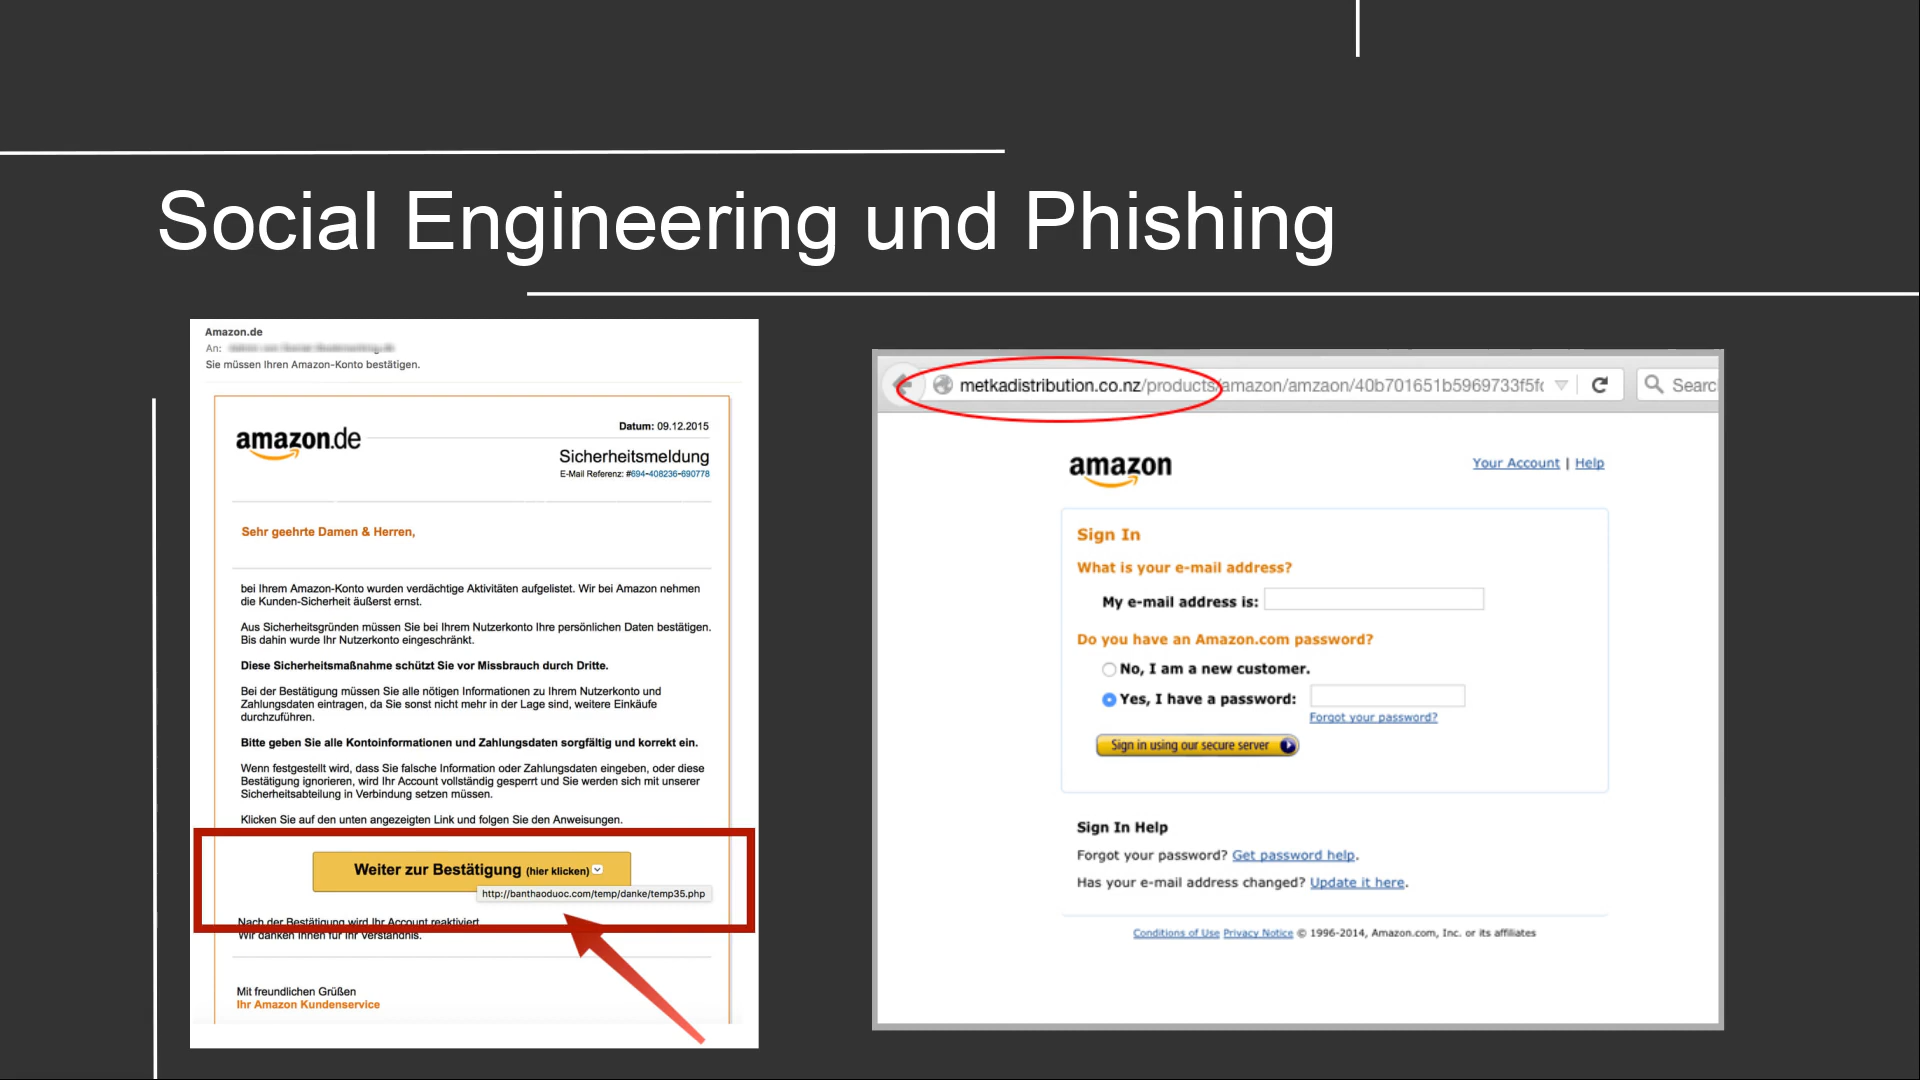 Social Engineering und Phishing
Amazon.de
An:
Sie müssen Ihren Amazon-Konto bestätigen.
amazon.de
Datum: 09.12.2015
Sicherheitsmeldung
E-Mail Referenz: #694-408236-690778
Sehr geehrte Damen & Herren,
bei Ihrem Amazon-Konto wurden verdächtige Aktivitäten aufgelistet. Wir bei Amazon nehmen
die Kunden-Sicherheit äußerst ernst.
Aus Sicherheitsgründen müssen Sie bei Ihrem Nutzerkonto Ihre persönlichen Daten bestätigen.
Bis dahin wurde Ihr Nutzerkonto eingeschränkt.
Diese Sicherheitsmaßnahme schützt Sie vor Missbrauch durch Dritte.
Bei der Bestätigung müssen Sie alle nötigen Informationen zu Ihrem Nutzerkonto und
Zahlungsdaten eintragen, da Sie sonst nicht mehr in der Lage sind, weitere Einkäufe
durchzuführen.
Bitte geben Sie alle Kontoinformationen und Zahlungsdaten sorgfältig und korrekt ein.
Wenn festgestellt wird, dass Sie falsche Information oder Zahlungsdaten eingeben, oder diese
Bestätigung ignorieren, wird Ihr Account vollständig gesperrt und Sie werden sich mit unserer
Sicherheitsabteilung in Verbindung setzen müssen.
Klicken Sie auf den unten angezeigten Link und folgen Sie den Anweisungen.
Weiter zur Bestätigung (hier klicken)
http://banthaoduoc.com/temp/danke/temp35.php
Nach der Bestätigung wird Ihr Account reaktiviert
Wir danken Ihnen für Ihr Verständnis.
Mit freundlichen Grüßen
Ihr Amazon Kundenservice
metkadistribution.co.nz/products/amazon/amzaon/40b701651b5969733f5f
Searc
amazon
Your Account | Help
Sign In
What is your e-mail address?
My e-mail address is:
Do you have an Amazon.com password?
No, I am a new customer.
Yes, I have a password:
Forgot your password?
Sign in using our secure server
Sign In Help
Forgot your password? Get password help.
Has your e-mail address changed? Update it here.
Conditions of Use Privacy Notice © 1996-2014, Amazon.com, Inc. or its affiliates